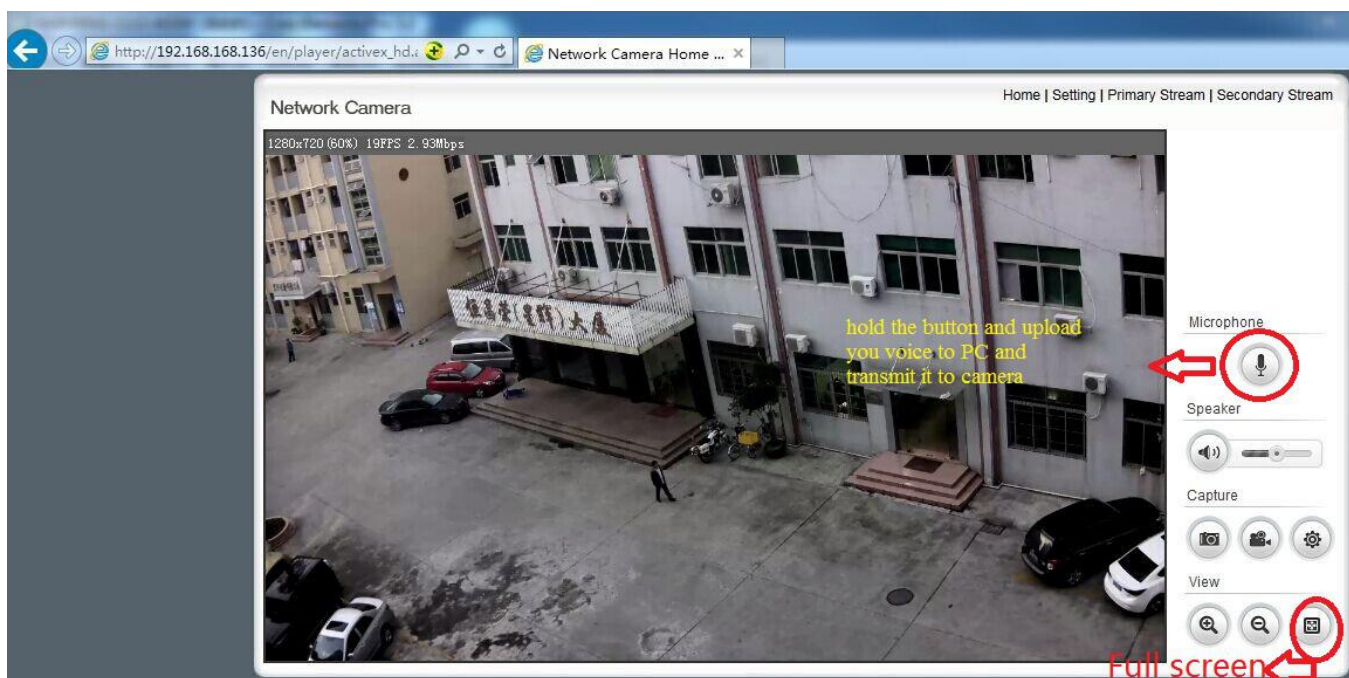 http://192.168.168.136/en/player/activex_hd.a
Network Camera Home ...
Network Camera
Home | Setting | Primary Stream | Secondary Stream
1280x720(60%) 19FPS 2.93Mbps
大厦
hold the button and upload
you voice to PC and
transmit it to camera
Microphone
Speaker
Capture
View
Full screen